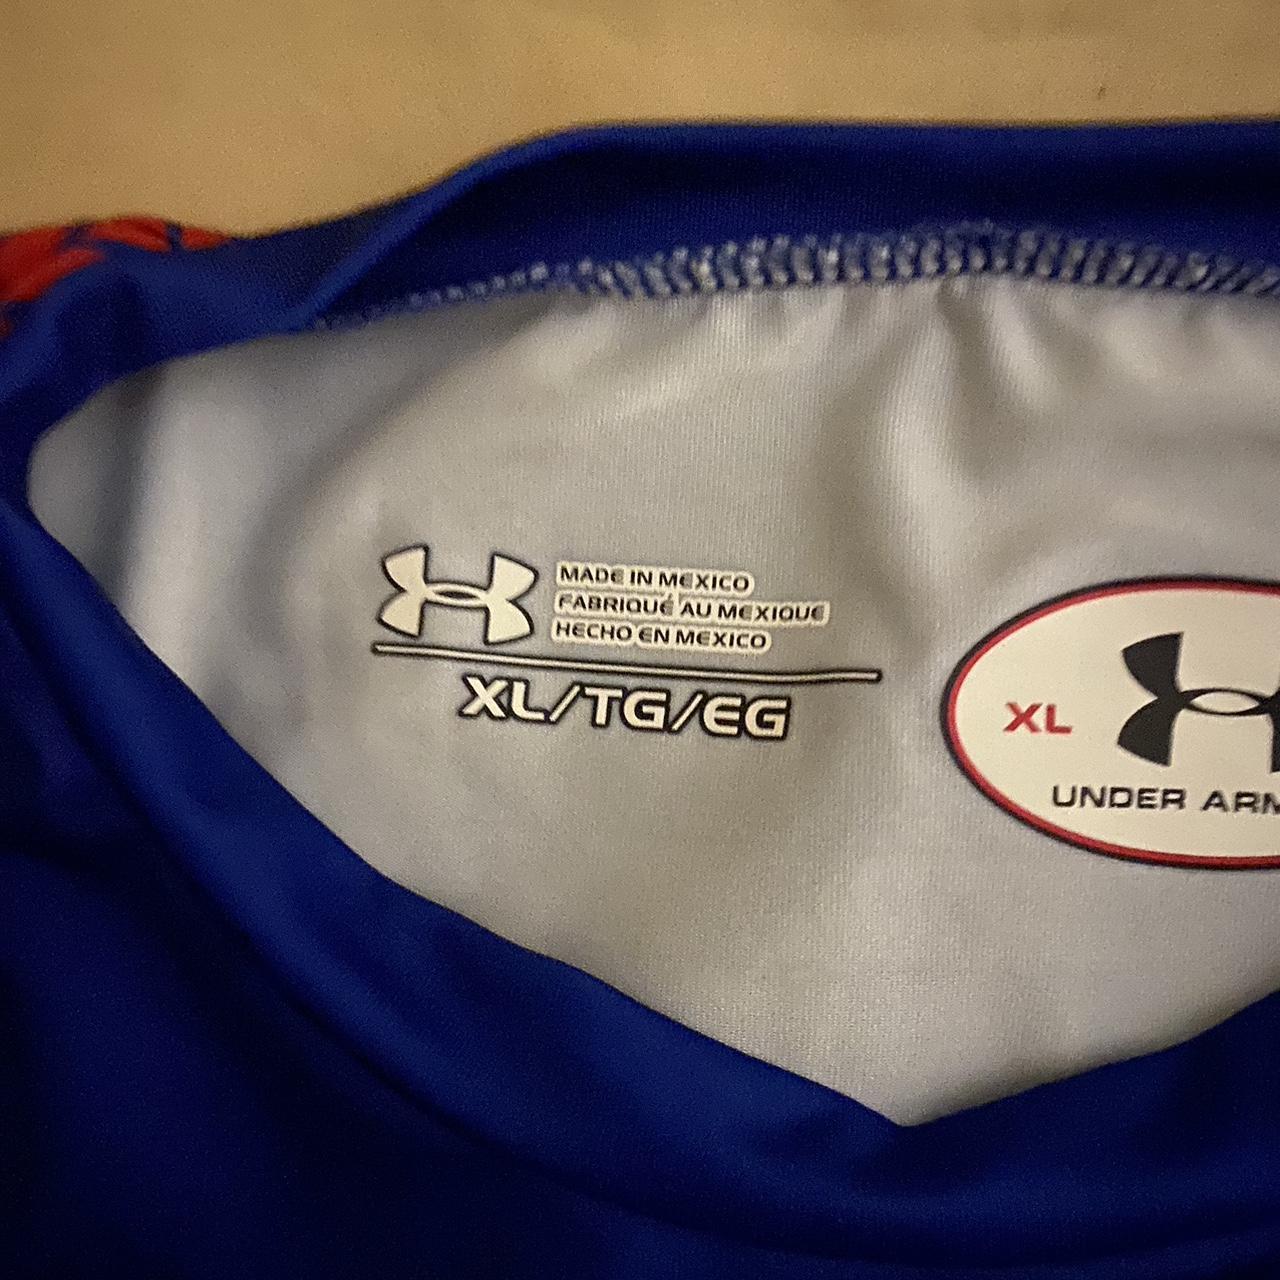 MADE IN MEXICO
FABRIQUÉ AU MEXIQUE
HECHO EN MEXICO
XL/TG/EG
XL
UNDER ARM